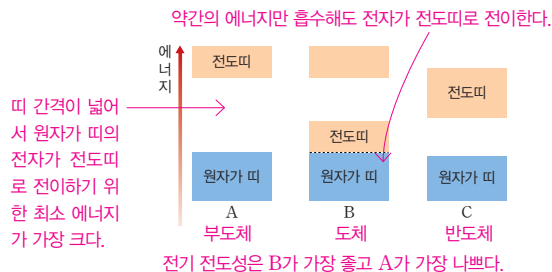 약간의 에너지만 흡수해도 전자가 전도띠로 전이한다.
에너지
띠 간격이 넓어
서 원자가 띠의
전자가 전도띠
로 전이하기 위
한 최소 에너지
가 가장 크다.
전도띠
원자가 띠
A
부도체
전도띠
원자가 띠
B
도체
전도띠
원자가 띠
C
반도체
전기 전도성은 B가 가장 좋고 A가 가장 나쁘다.